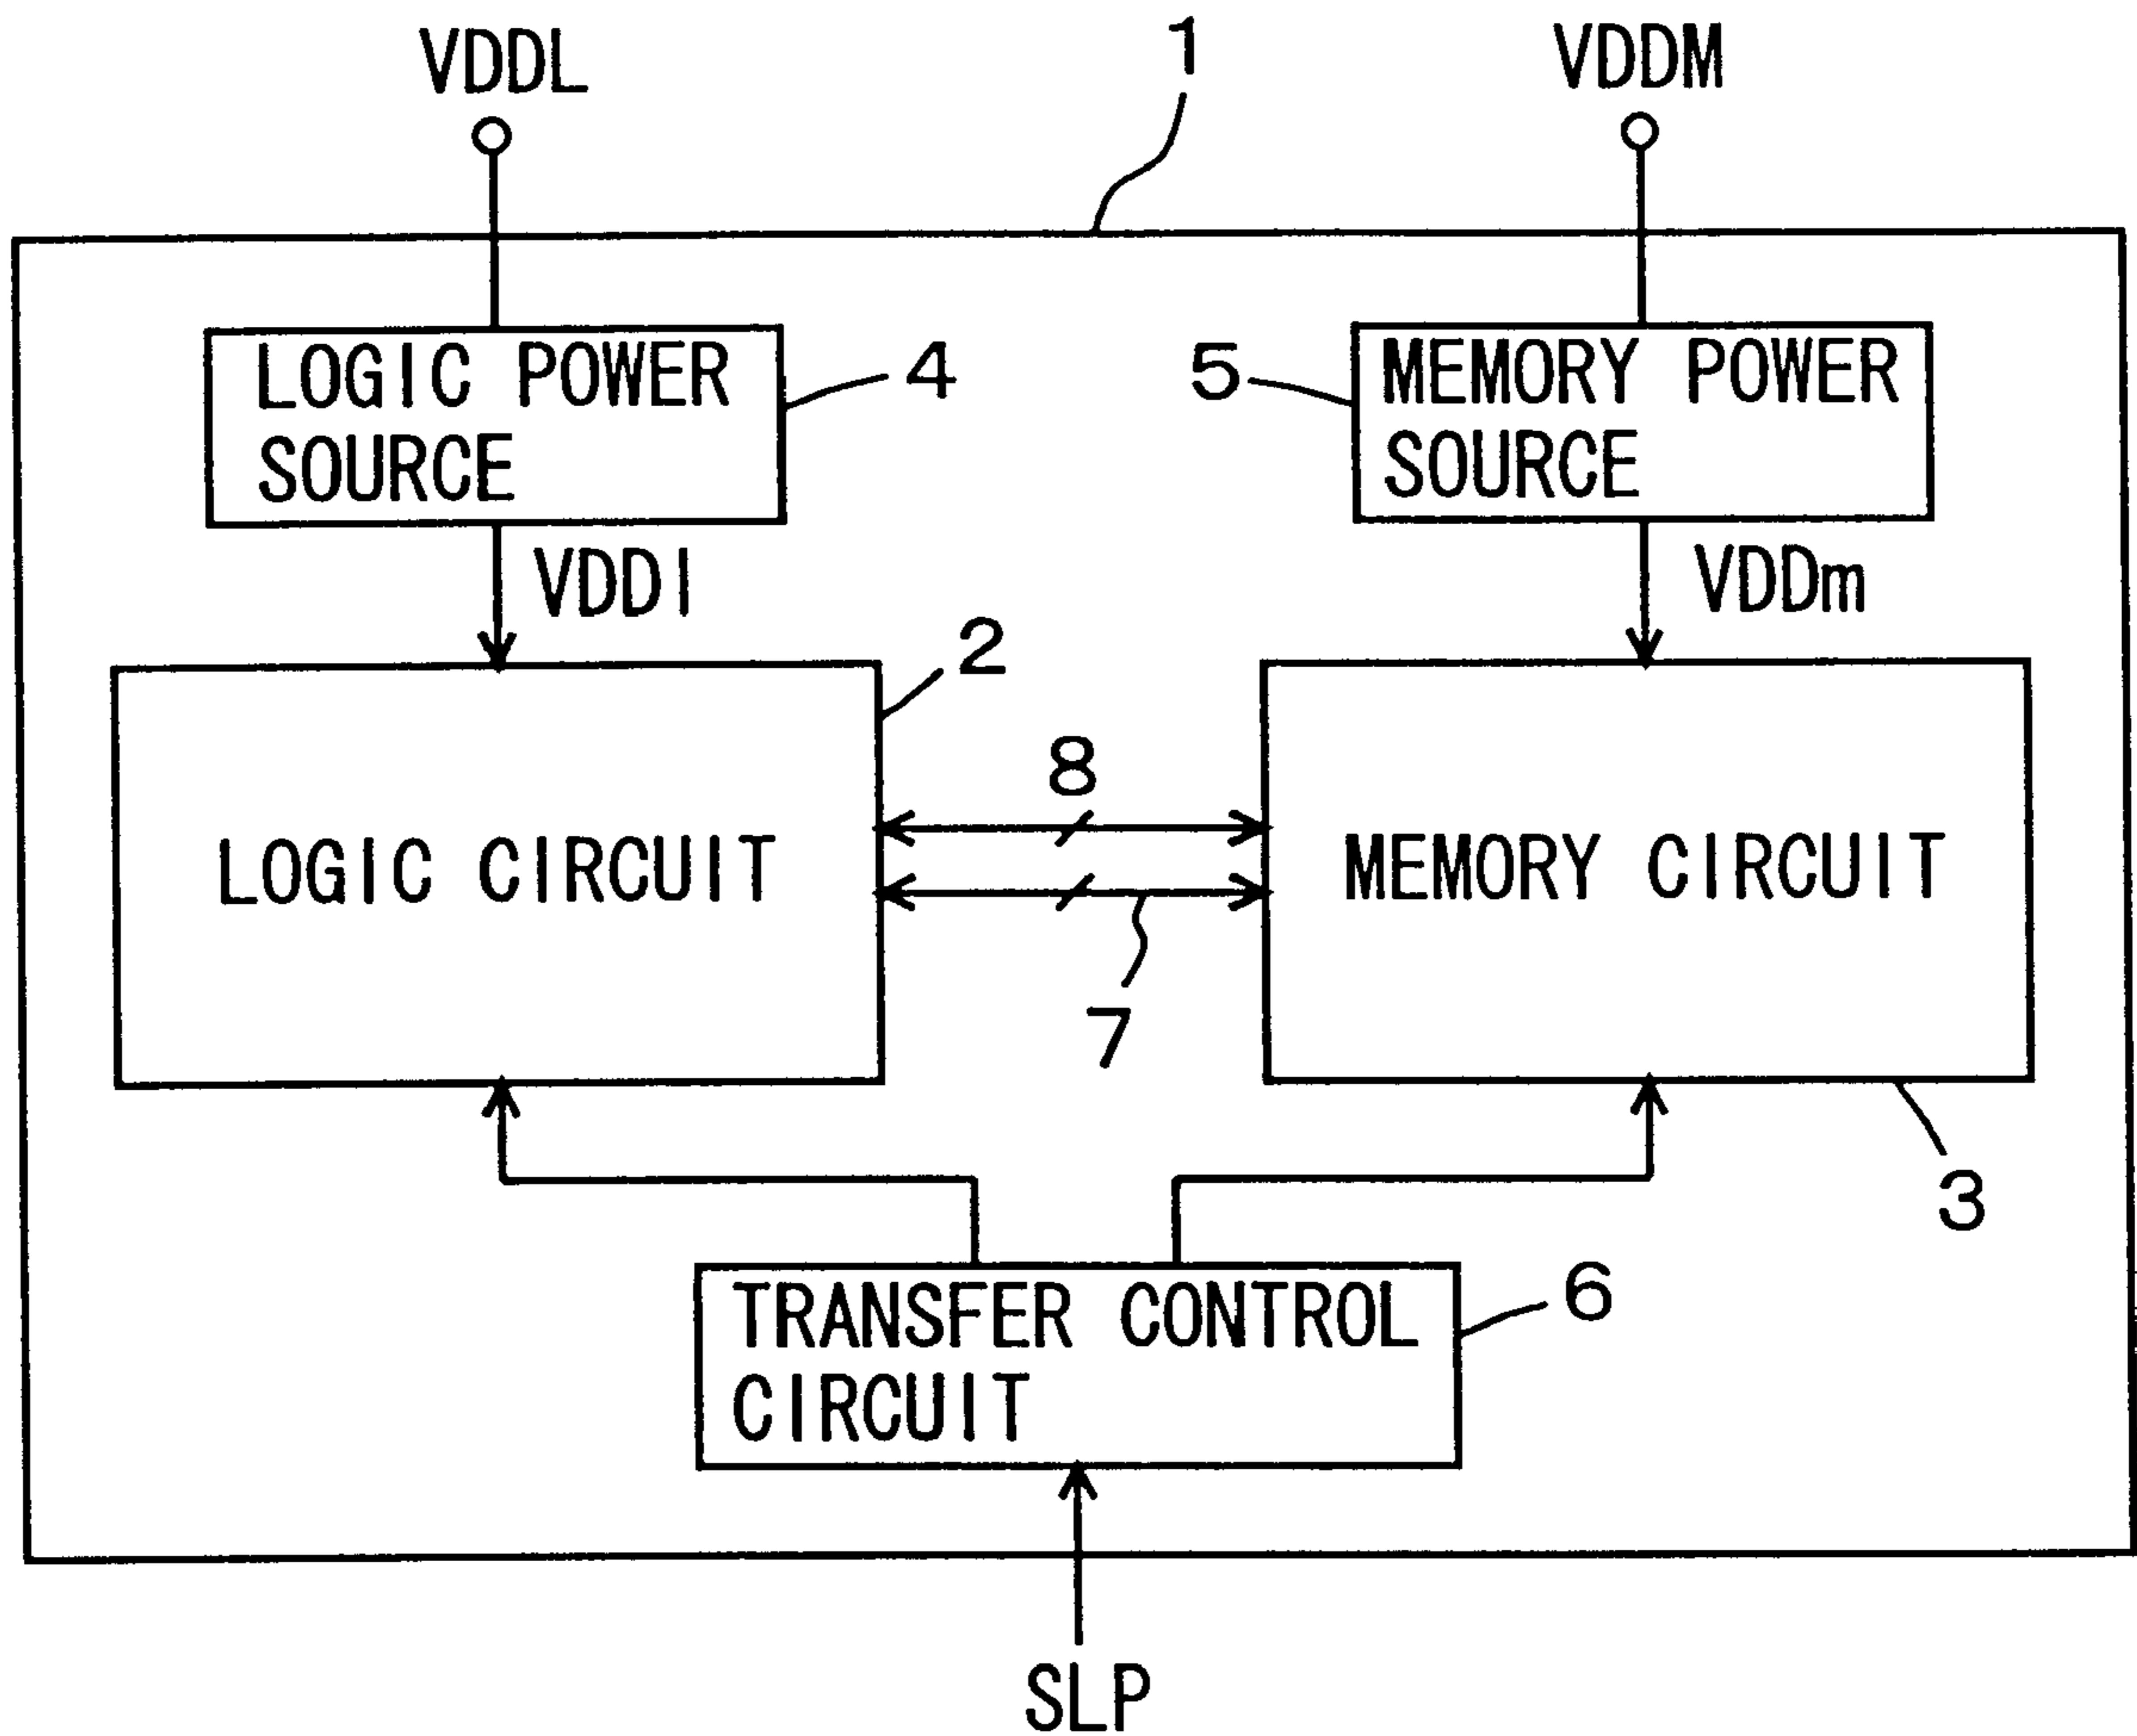 VDDL
1
VDDM
LOGIC POWER
SOURCE
4
5
MEMORY POWER
SOURCE
VDDl
VDDm
2
8
LOGIC CIRCUIT
MEMORY CIRCUIT
7
3
TRANSFER CONTROL
CIRCUIT
6
SLP